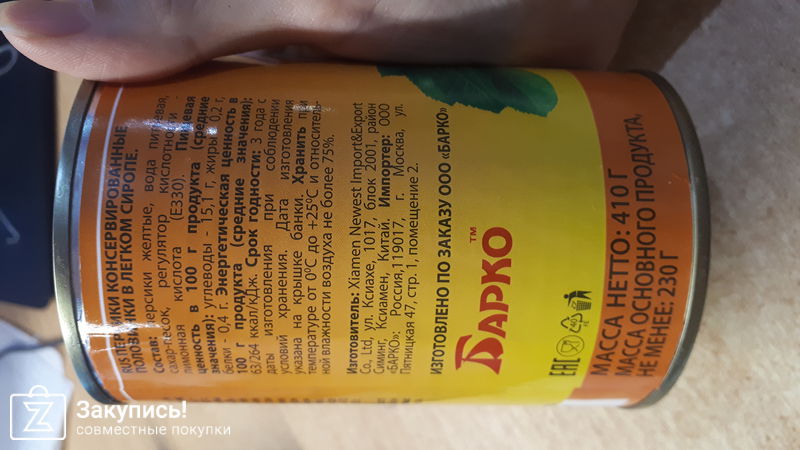 RUS ПЕРСИКИ КОНСЕРВИРОВАННЫЕ
ПОЛОВИНКИ В ЛЕГКОМ СИРОПЕ.
Состав: персики желтые, вода питьевая,
сахар-песок, регулятор кислотности -
лимонная кислота (Е330). Пищевая
ценность в 100 г продукта (средние
значения): углеводы - 15,1 г, жиры - 0,2 г,
белки - 0,4 г. Энергетическая ценность в
100 г продукта (средние значения):
63/264 ккал/кДж. Срок годности: 3 года с
даты изготовления при соблюдении
условий хранения. Дата изготовления
указана на крышке банки. Хранить при
температуре от 0°С до +25°С и относитель-
ной влажности воздуха не более 75%.
Изготовитель: Xiamen Newest Import&Export
Co., Ltd, ул. Ксиахе, 1017, блок 2001, район
Симинг, Ксиамен, Китай. Импортер: ООО
«БАРКО»: Россия,119017, г. Москва, ул.
Пятницкая 47, стр. 1, помещение 2.
ИЗГОТОВЛЕНО ПО ЗАКАЗУ ООО «БАРКО»
БАРКО™
EAC
МАССА НЕТТО: 410 Г
МАССА ОСНОВНОГО ПРОДУКТА,
НЕ МЕНЕЕ: 230 Г
Закупись!
совместные покупки